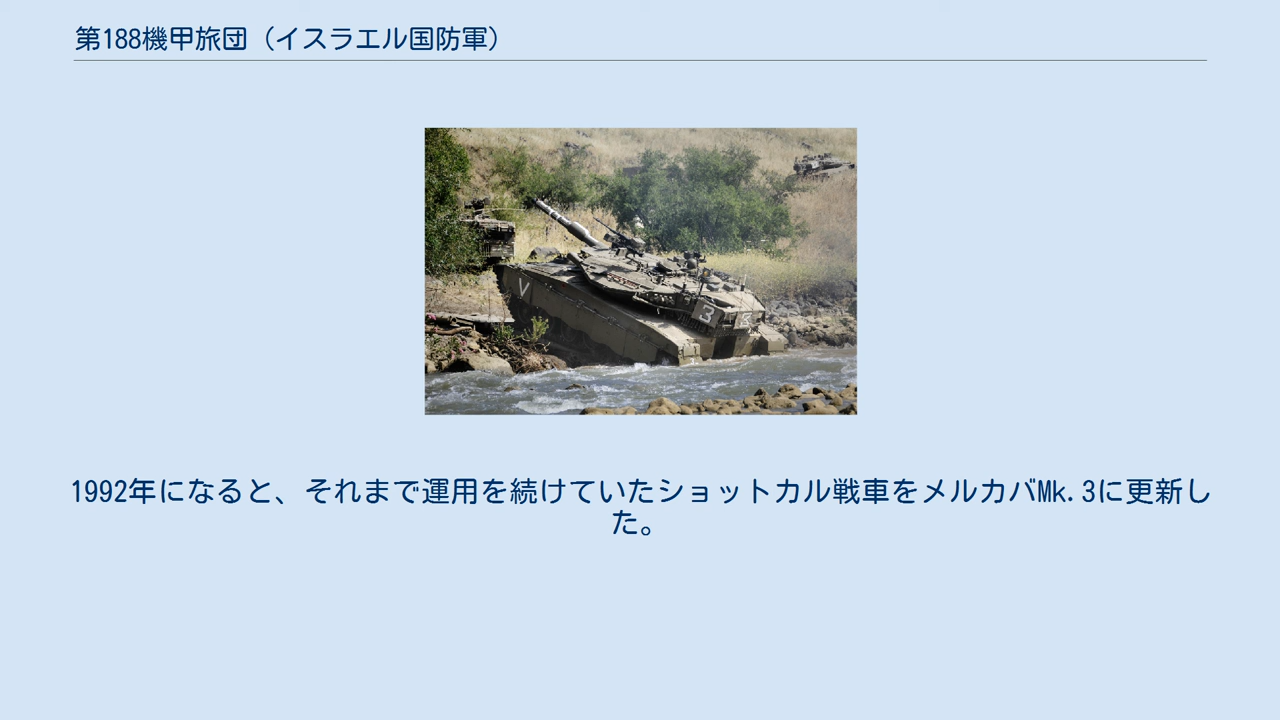 第188機甲旅団（イスラエル国防軍）
V
3
3
1992年になると、それまで運用を続けていたショットカル戦車をメルカバMk.3に更新し
た。